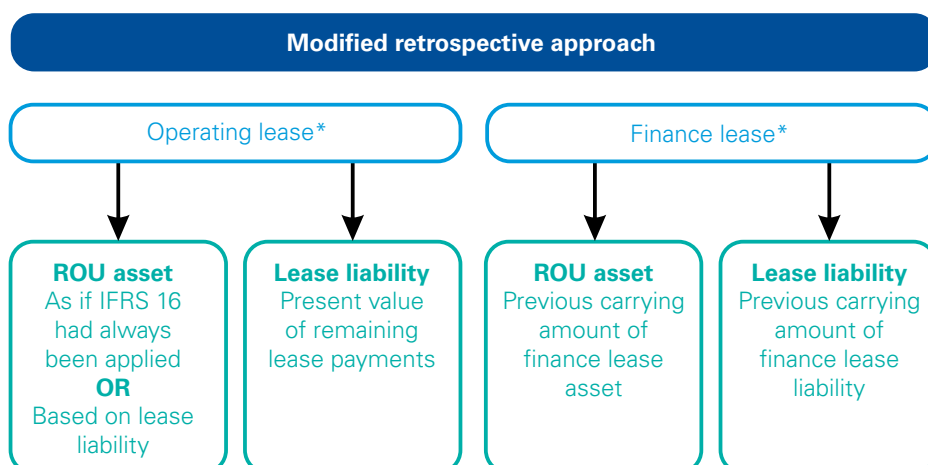 Modified retrospective approach
Operating lease*
Finance lease*
ROU asset
As if IFRS 16
had always
been applied
OR
Based on lease
liability
Lease liability
Present value
of remaining
lease payments
ROU asset
Previous carrying
amount of
finance lease
asset
Lease liability
Previous carrying
amount of
finance lease
liability